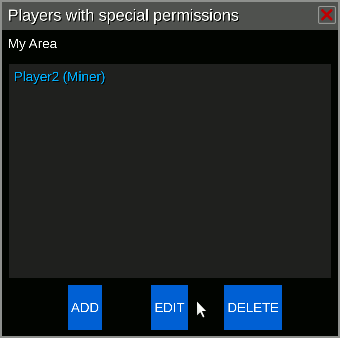 Players with special permissions
My Area
Player2 (Miner)
ADD EDIT DELETE